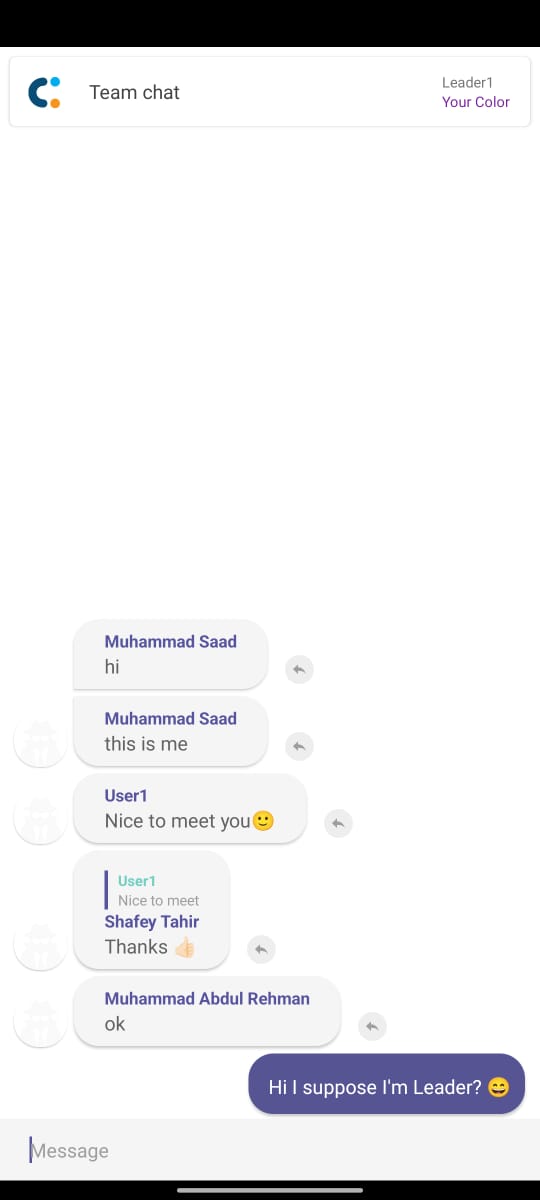 Team chat
Leader1
Your Color
Muhammad Saad
hi
Muhammad Saad
this is me
User1
Nice to meet you🙂
User1
Nice to meet
Shafey Tahir
Thanks 👍🏻
Muhammad Abdul Rehman
ok
Hi I suppose I'm Leader? 😄
Message